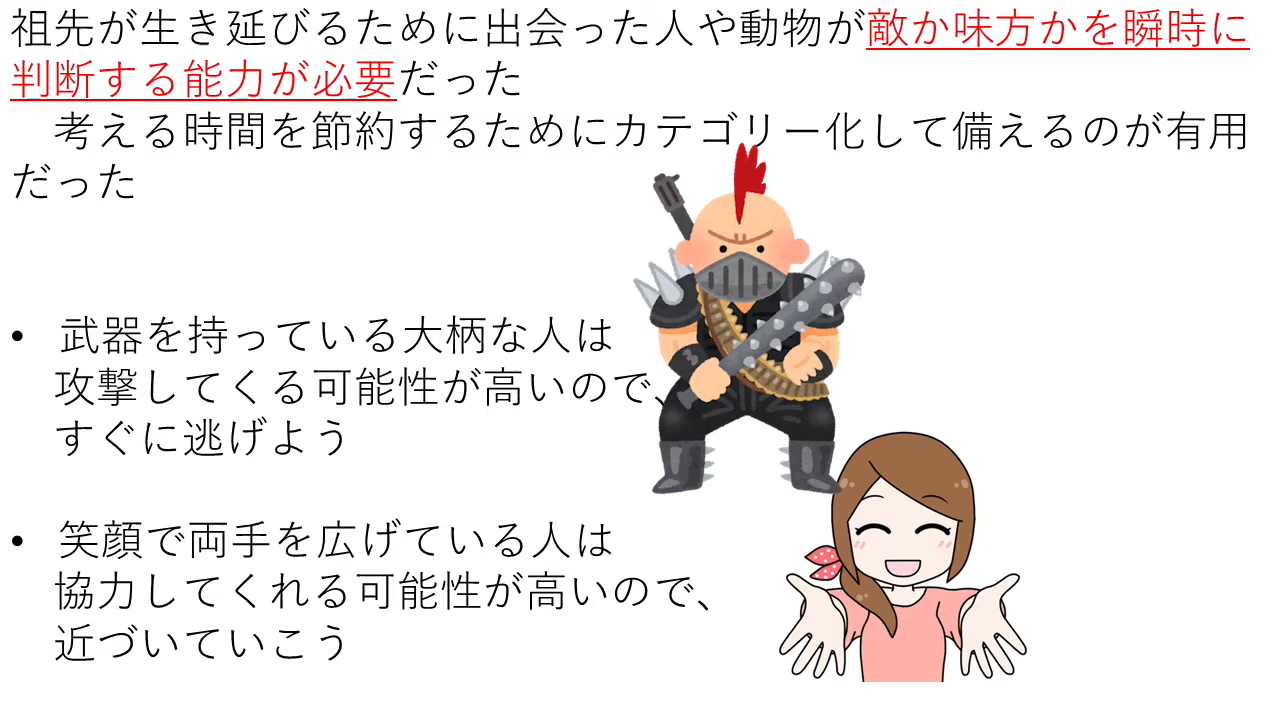 祖先が生き延びるために出会った人や動物が敵か味方かを瞬時に
判断する能力が必要だった
考える時間を節約するためにカテゴリー化して備えるのが有用
だった
• 武器を持っている大柄な人は
攻撃してくる可能性が高いので、
すぐに逃げよう
• 笑顔で両手を広げている人は
協力してくれる可能性が高いので、
近づいていこう